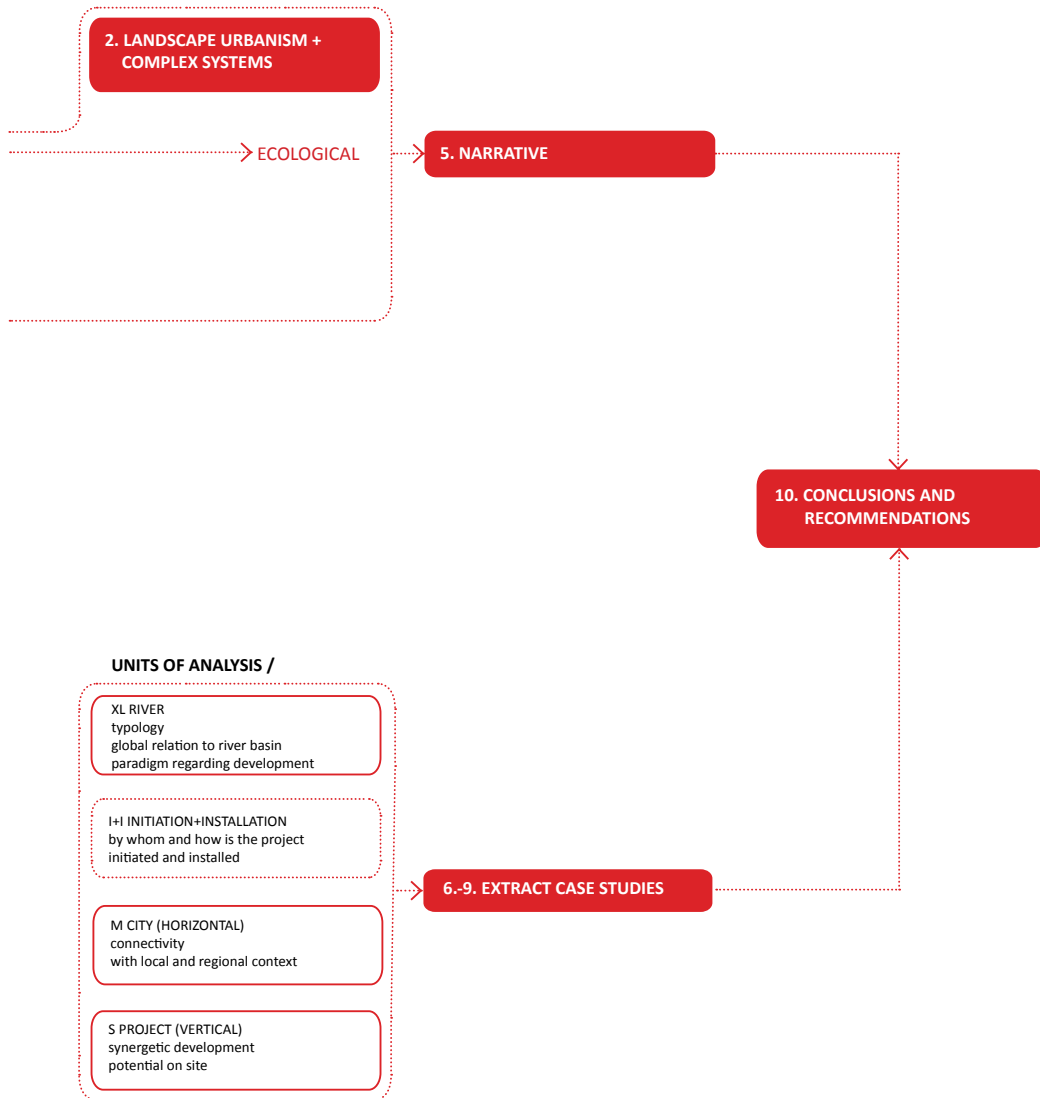 2. LANDSCAPE URBANISM +
COMPLEX SYSTEMS
ECOLOGICAL
5. NARRATIVE
10. CONCLUSIONS AND
RECOMMENDATIONS
UNITS OF ANALYSIS /
XL RIVER
typology
global relation to river basin
paradigm regarding development
I+I INITIATION+INSTALLATION
by whom and how is the project
initiated and installed
6.-9. EXTRACT CASE STUDIES
M CITY (HORIZONTAL)
connectivity
with local and regional context
S PROJECT (VERTICAL)
synergetic development
potential on site